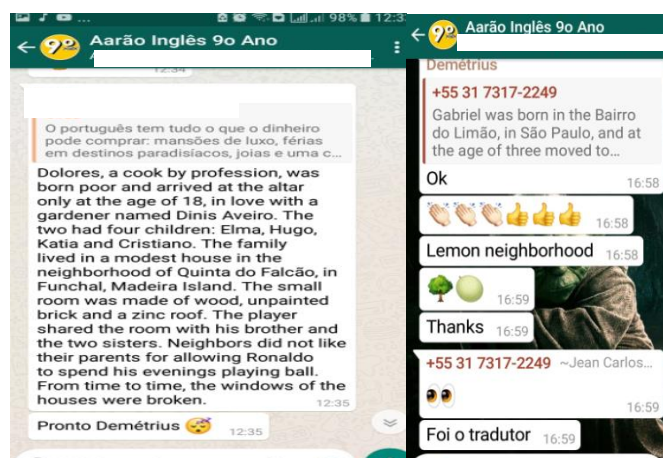 98% 12:3
Aarão Inglês 9o Ano
12:34
O português tem tudo o que o dinheiro
pode comprar: mansões de luxo, férias
em destinos paradisíacos, joias e uma c...
Dolores, a cook by profession, was
born poor and arrived at the altar
only at the age of 18, in love with a
gardener named Dinis Aveiro. The
two had four children: Elma, Hugo,
Katia and Cristiano. The family
lived in a modest house in the
neighborhood of Quinta do Falcão, in
Funchal, Madeira Island. The small
room was made of wood, unpainted
brick and a zinc roof. The player
shared the room with his brother and
the two sisters. Neighbors did not like
their parents for allowing Ronaldo
to spend his evenings playing ball.
From time to time, the windows of the
houses were broken.
12:35
Pronto Demétrius 😴 12:35
Aarão Inglês 9o Ano
Demétrius
+55 31 7317-2249
Gabriel was born in the Bairro
do Limão, in São Paulo, and at
the age of three moved to...
Ok 16:58
👏🏻👏🏻👏🏻👍👍👍 16:58
Lemon neighborhood 16:58
🌳🍈 16:59
Thanks 16:59
+55 31 7317-2249 ~Jean Carlos...
👀 16:59
Foi o tradutor 16:59